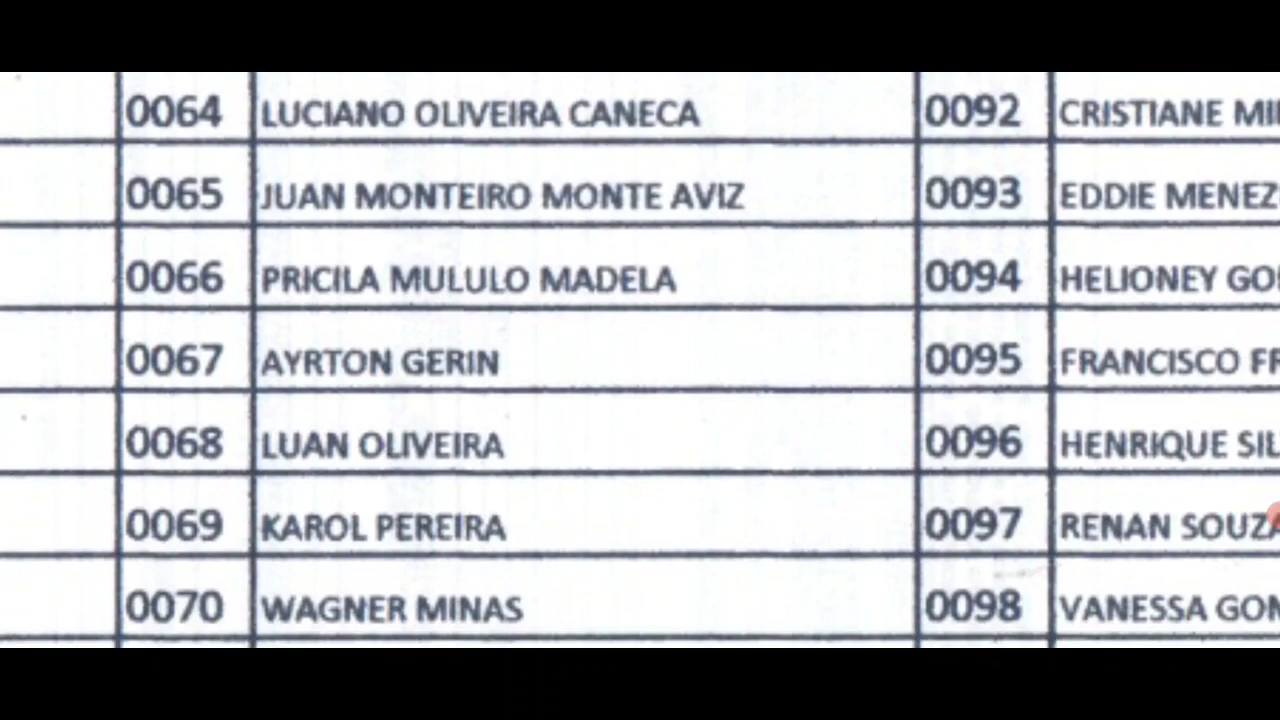 0064 LUCIANO OLIVEIRA CANECA 0092 CRISTIANE
0065 JUAN MONTEIRO MONTE AVIZ 0093 EDDIE
0066 PRICILA MULULO MADELA 0094 HELIONEY
0067 AYRTON GERIN 0095 FRANCISCO
0068 LUAN OLIVEIRA 0096 HENRIQUE
0069 KAROL PEREIRA 0097 RENAN SOUZA
0070 WAGNER MINAS 0098 VANESSA